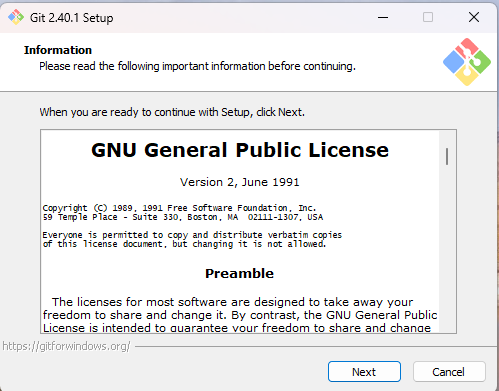 Git 2.40.1 Setup
Information
Please read the following important information before continuing.
When you are ready to continue with Setup, click Next.
GNU General Public License
Version 2, June 1991
Copyright (C) 1989, 1991 Free Software Foundation, Inc.
59 Temple Place - Suite 330, Boston, MA  02111-1307, USA
Everyone is permitted to copy and distribute verbatim copies
of this license document, but changing it is not allowed.
Preamble
The licenses for most software are designed to take away your
freedom to share and change it. By contrast, the GNU General Public
License is intended to guarantee your freedom to share and change
https://gitforwindows.org/
Next
Cancel